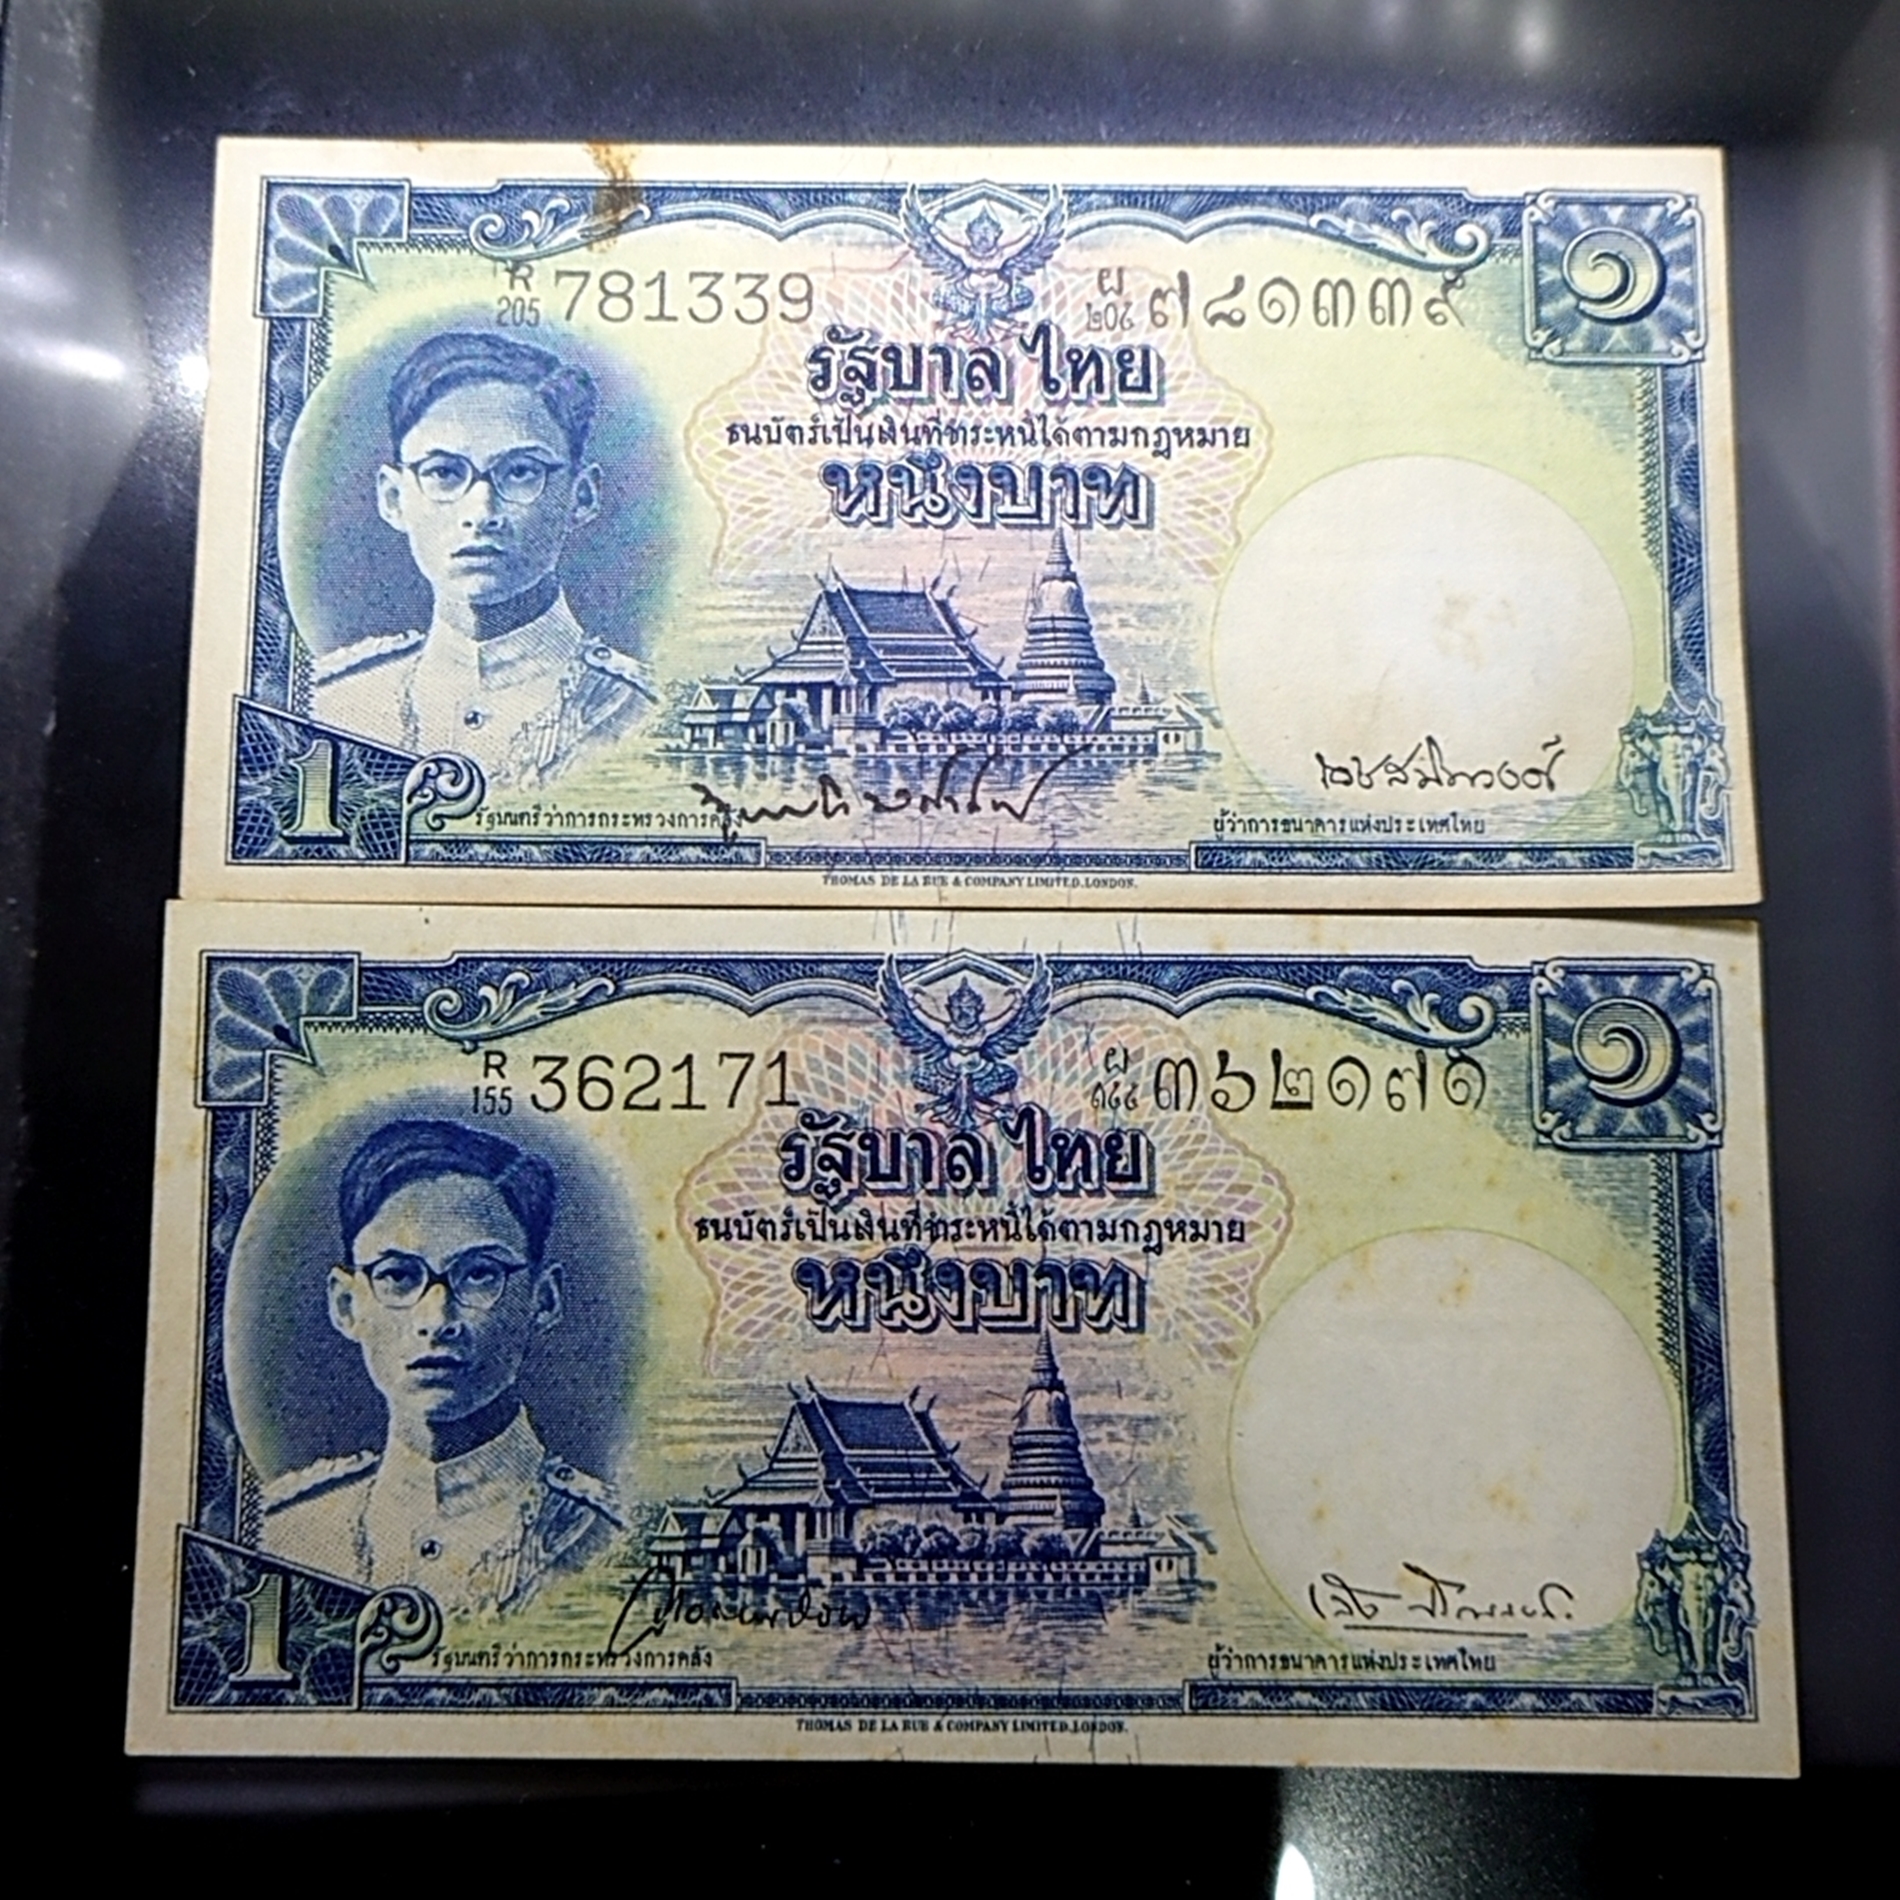 R
205 781339
ผ
๒๐๕ ๗๘๑๓๓๙
๑
รัฐบาลไทย
ธนบัตร์เป็นเงินที่ชำระหนี้ได้ตามกฎหมาย
หนึ่งบาท
1
รัฐมนตรีว่าการกระทรวงการคลัง
ผู้ว่าการธนาคารแห่งประเทศไทย
THOMAS DE LA RUE & COMPANY LIMITED, LONDON.
R
155 362171
ผ
๑๕๕ ๓๖๒๑๗๑
๑
รัฐบาลไทย
ธนบัตร์เป็นเงินที่ชำระหนี้ได้ตามกฎหมาย
หนึ่งบาท
1
รัฐมนตรีว่าการกระทรวงการคลัง
ผู้ว่าการธนาคารแห่งประเทศไทย
THOMAS DE LA RUE & COMPANY LIMITED, LONDON.